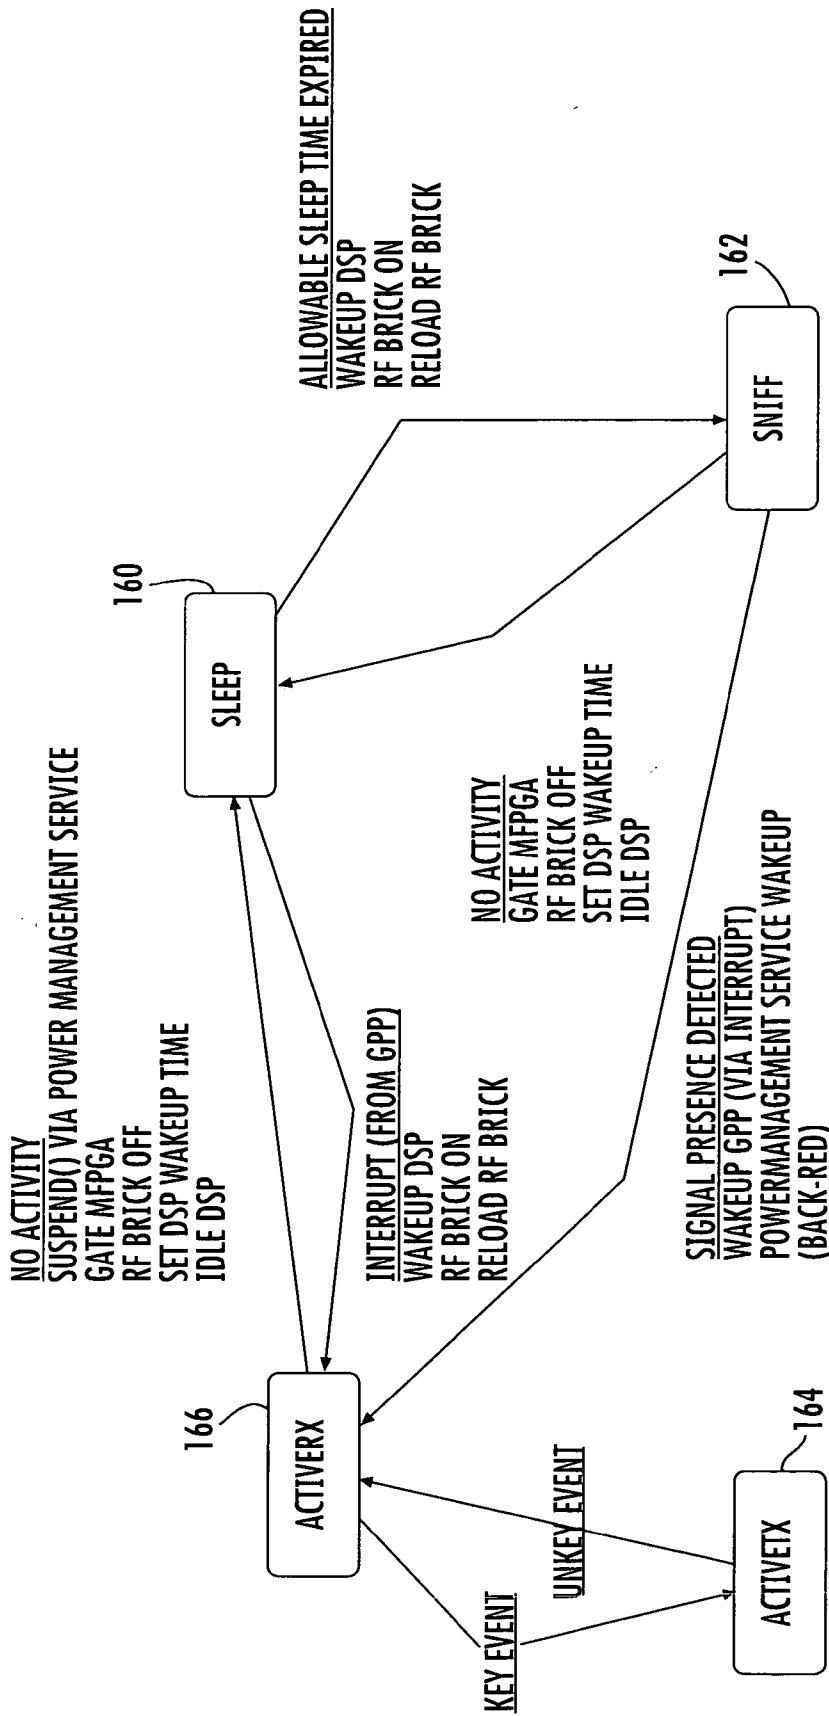 NO ACTIVITY
SUSPEND() VIA POWER MANAGEMENT SERVICE
GATE MFPGA
RF BRICK OFF
SET DSP WAKEUP TIME
IDLE DSP
160
SLEEP
ALLOWABLE SLEEP TIME EXPIRED
WAKEUP DSP
RF BRICK ON
RELOAD RF BRICK
166
ACTIVERX
INTERRUPT (FROM GPP)
WAKEUP DSP
RF BRICK ON
RELOAD RF BRICK
NO ACTIVITY
GATE MFPGA
RF BRICK OFF
SET DSP WAKEUP TIME
IDLE DSP
162
SNIFF
KEY EVENT
UNKEY EVENT
SIGNAL PRESENCE DETECTED
WAKEUP GPP (VIA INTERRUPT)
POWERMANAGEMENT SERVICE WAKEUP
(BACK-RED)
164
ACTIVETX